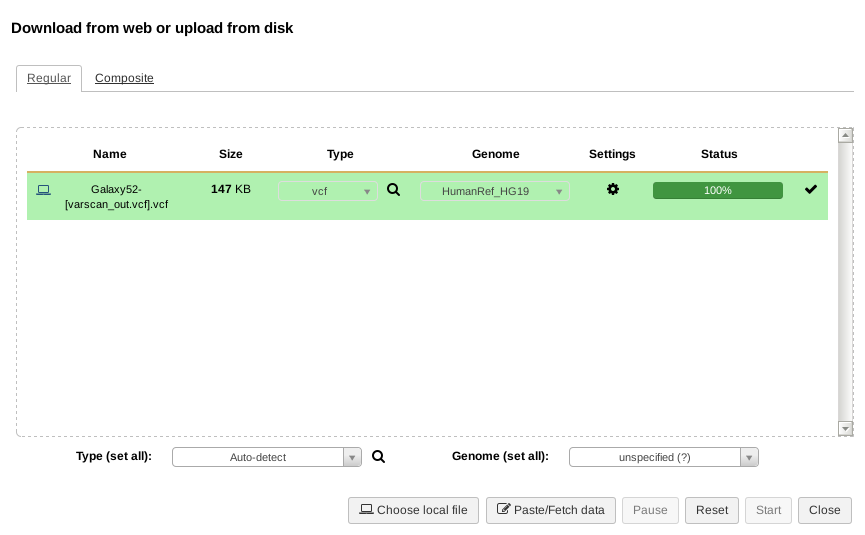 Download from web or upload from disk
Regular Composite
Name Size Type Genome Settings Status
Galaxy52-
[varscan_out.vcf].vcf 147 KB vcf HumanRef_HG19 100%
Type (set all): Auto-detect Genome (set all): unspecified (?)
Choose local file Paste/Fetch data Pause Reset Start Close